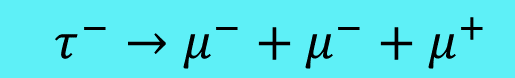 τ⁻ → μ⁻ + μ⁻ + μ⁺